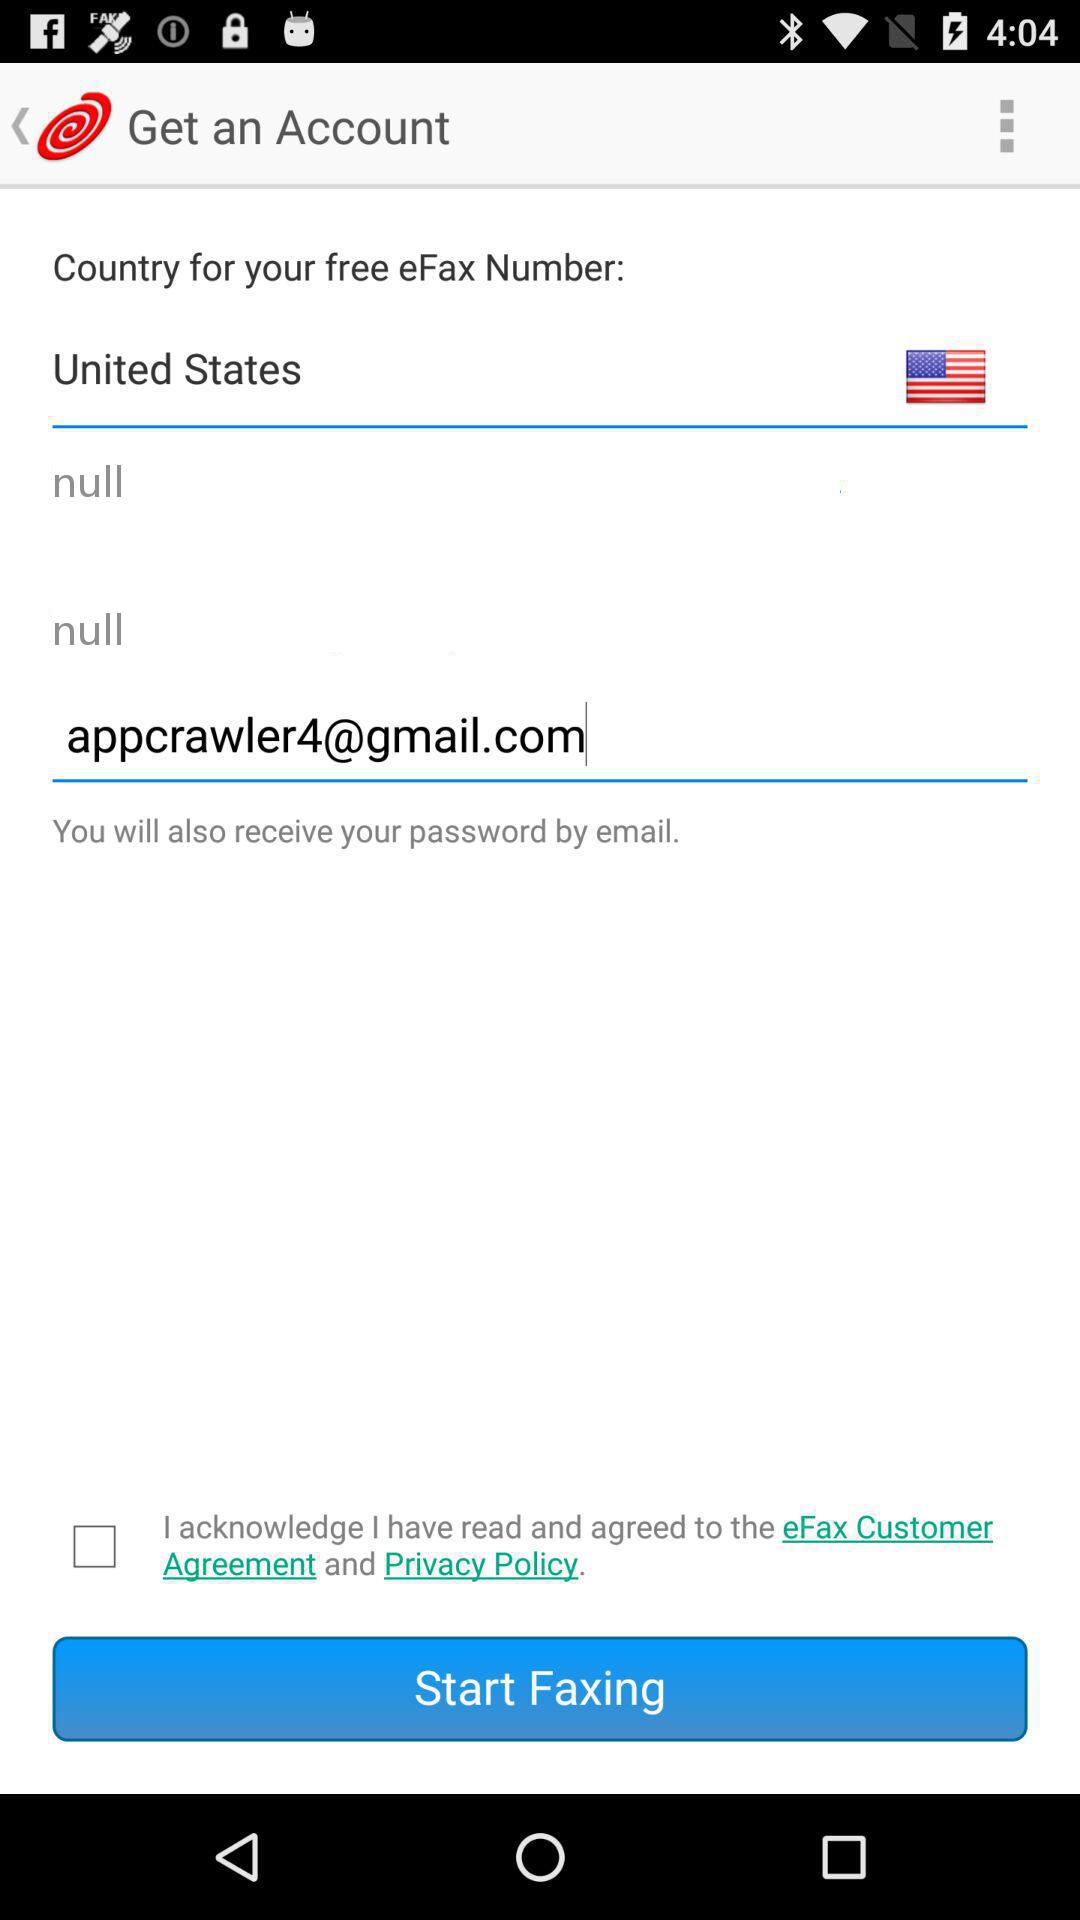 FAKE
4:04
Get an Account
Country for your free eFax Number:
United States
null
null
appcrawler4@gmail.com
You will also receive your password by email.
I acknowledge I have read and agreed to the eFax Customer
Agreement and Privacy Policy.
Start Faxing